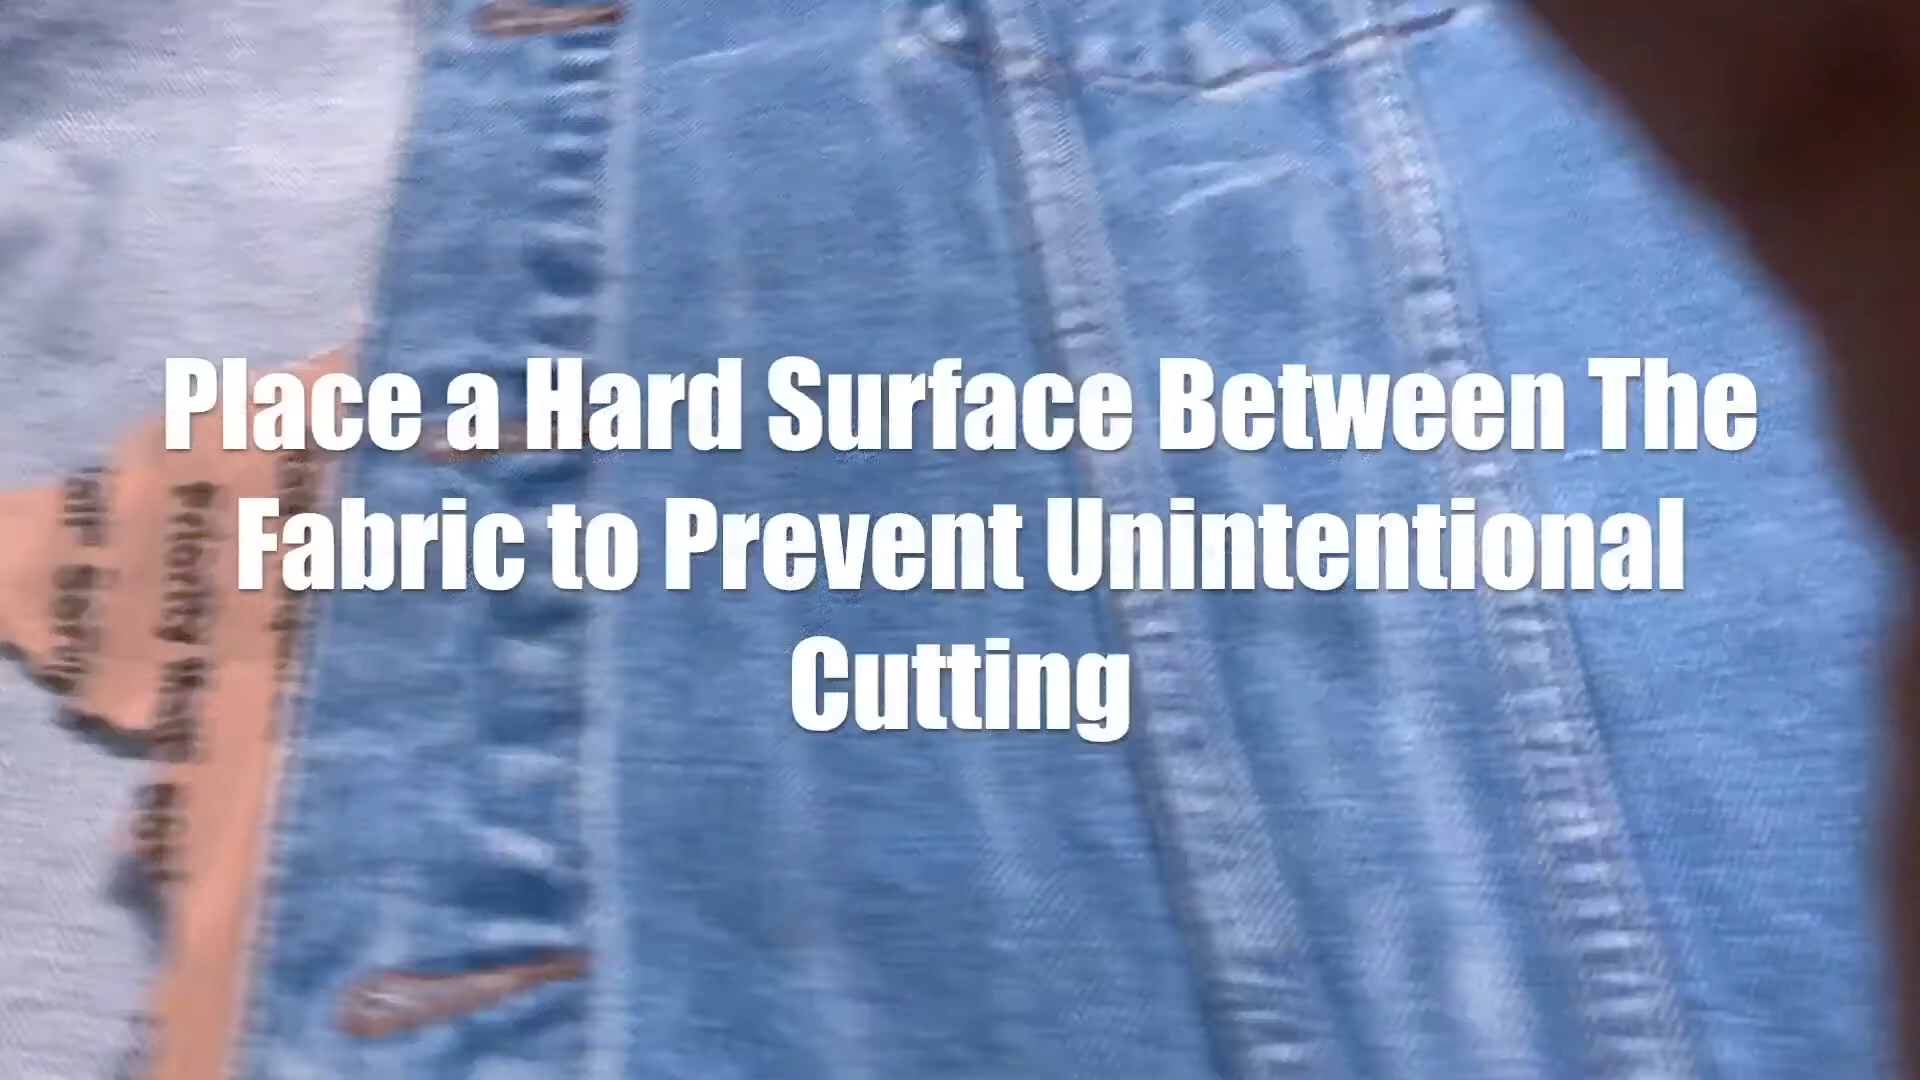 Place a Hard Surface Between The
Fabric to Prevent Unintentional
Cutting
Priority Mail